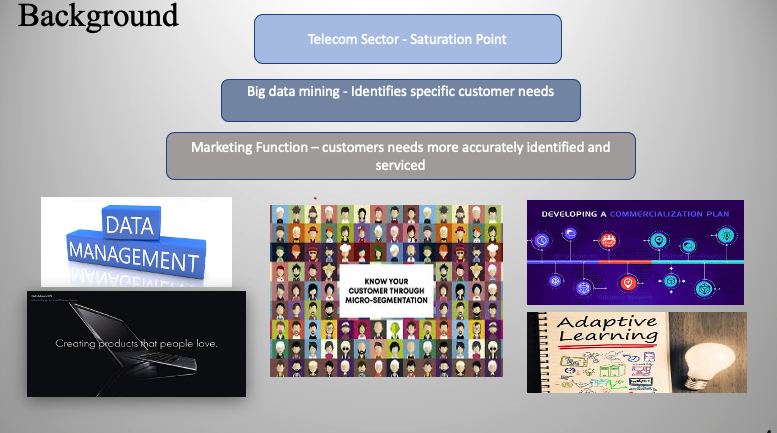 Background
Telecom Sector - Saturation Point
Big data mining - Identifies specific customer needs
Marketing Function – customers needs more accurately identified and
serviced
DATA
MANAGEMENT
Creating products that people love.
KNOW YOUR
CUSTOMER THROUGH
MICRO-SEGMENTATION
DEVELOPING A COMMERCIALIZATION PLAN
Adaptive
Learning